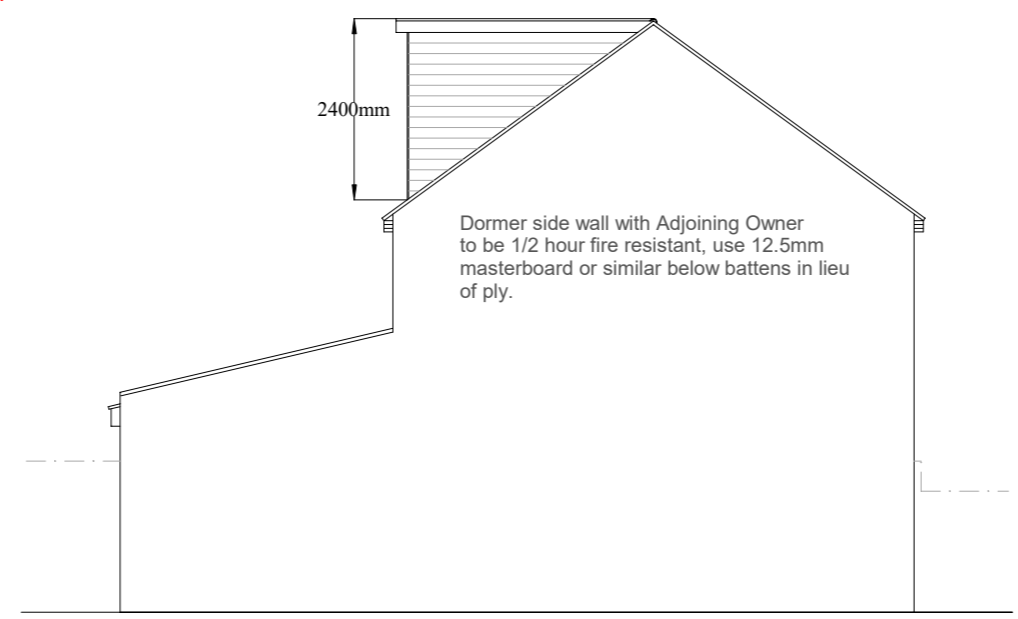 2400mm
Dormer side wall with Adjoining Owner
to be 1/2 hour fire resistant, use 12.5mm
masterboard or similar below battens in lieu
of ply.